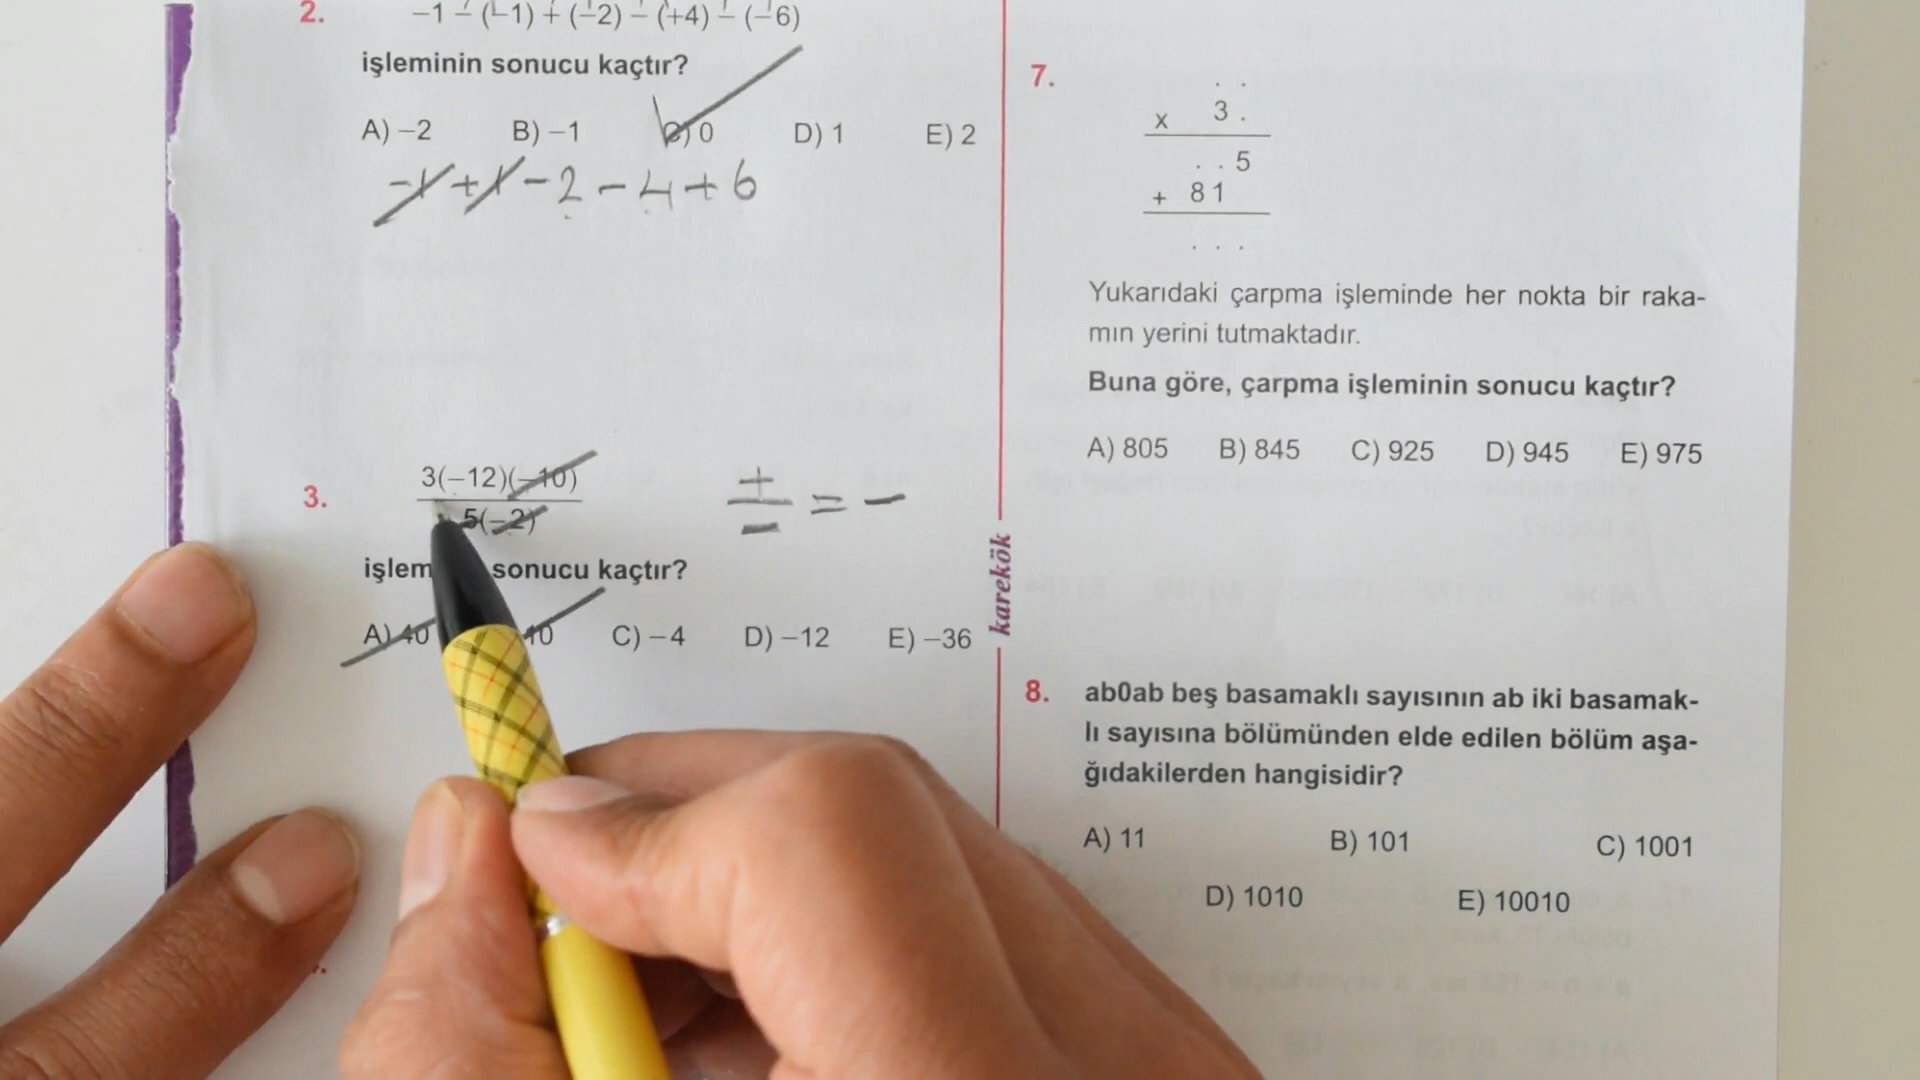 2. −1 − (−1) + (−2) − (+4) − (−6)
işleminin sonucu kaçtır?
A) −2 B) −1 C) 0 D) 1 E) 2
−1 + 1 − 2 − 4 + 6
3. 3(−12)(−10)
5(−2)
+
− = −
işlem sonucu kaçtır?
A) 40 10 C) −4 D) −12 E) −36
karekök
7. . .
x 3 .
. . 5
+ 8 1
. . .
Yukarıdaki çarpma işleminde her nokta bir raka-
mın yerini tutmaktadır.
Buna göre, çarpma işleminin sonucu kaçtır?
A) 805 B) 845 C) 925 D) 945 E) 975
8. ab0ab beş basamaklı sayısının ab iki basamak-
lı sayısına bölümünden elde edilen bölüm aşa-
ğıdakilerden hangisidir?
A) 11 B) 101 C) 1001
D) 1010 E) 10010